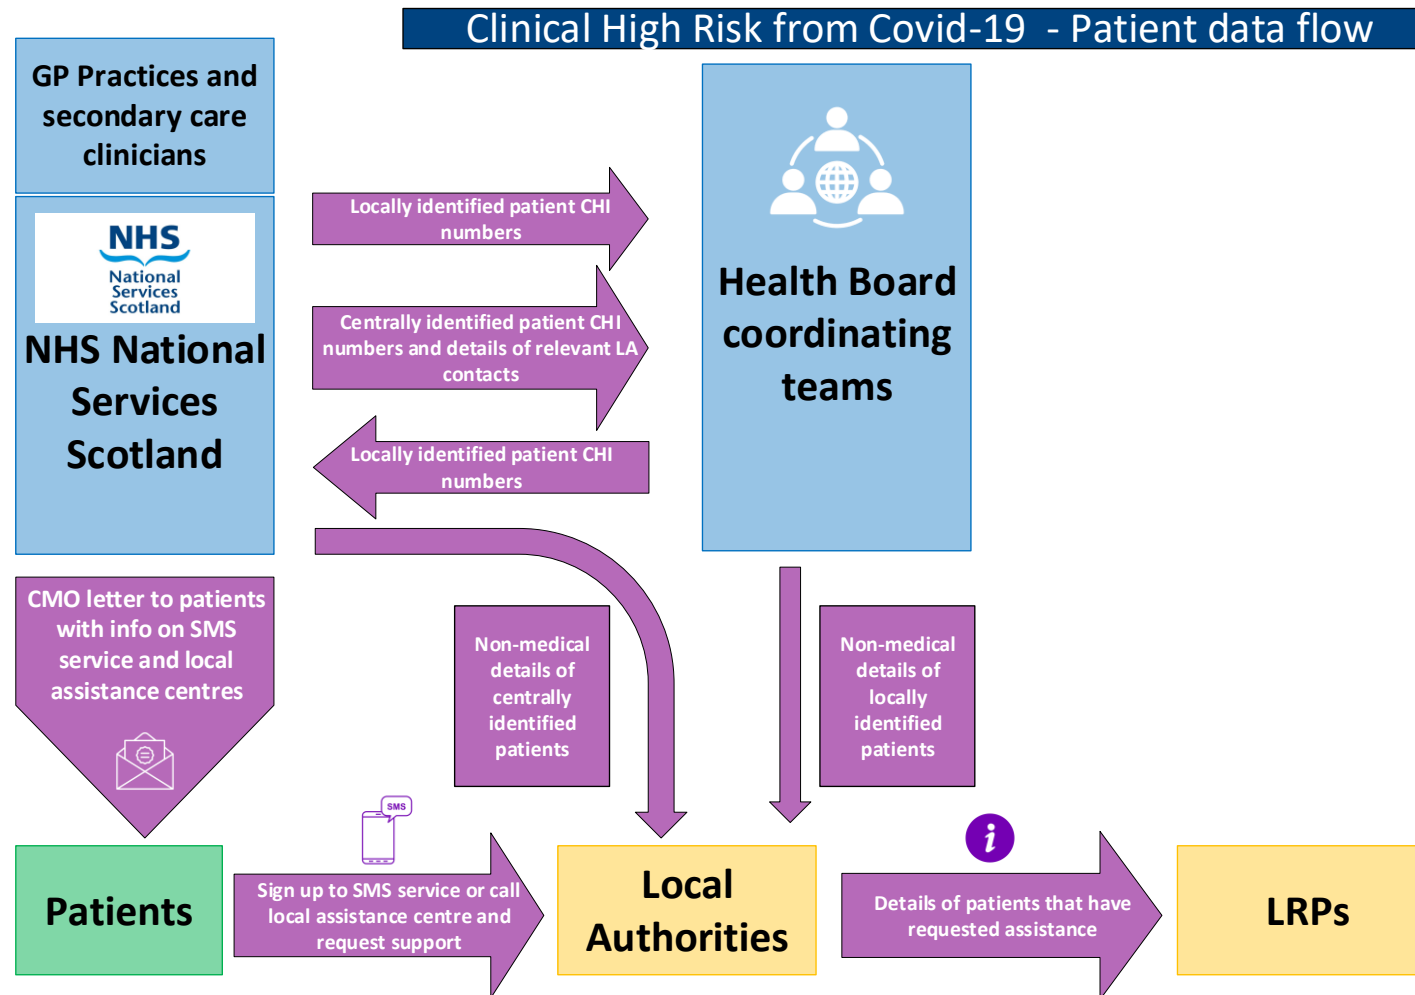 Clinical High Risk from Covid-19 - Patient data flow
GP Practices and
secondary care
clinicians
NHS
National
Services
Scotland
NHS National
Services
Scotland
Locally identified patient CHI
numbers
Centrally identified patient CHI
numbers and details of relevant LA
contacts
Locally identified patient CHI
numbers
Health Board
coordinating
teams
CMO letter to patients
with info on SMS
service and local
assistance centres
Non-medical
details of
centrally
identified
patients
Non-medical
details of
locally
identified
patients
SMS
i
Patients
Sign up to SMS service or call
local assistance centre and
request support
Local
Authorities
Details of patients that have
requested assistance
LRPs